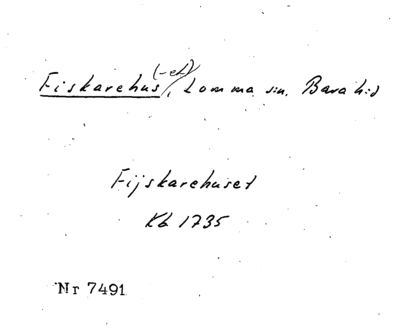 Fiskarehus(-et), Lomma sn. Bara h:d
Fijskarehuset
Kb 1735
Nr 7491